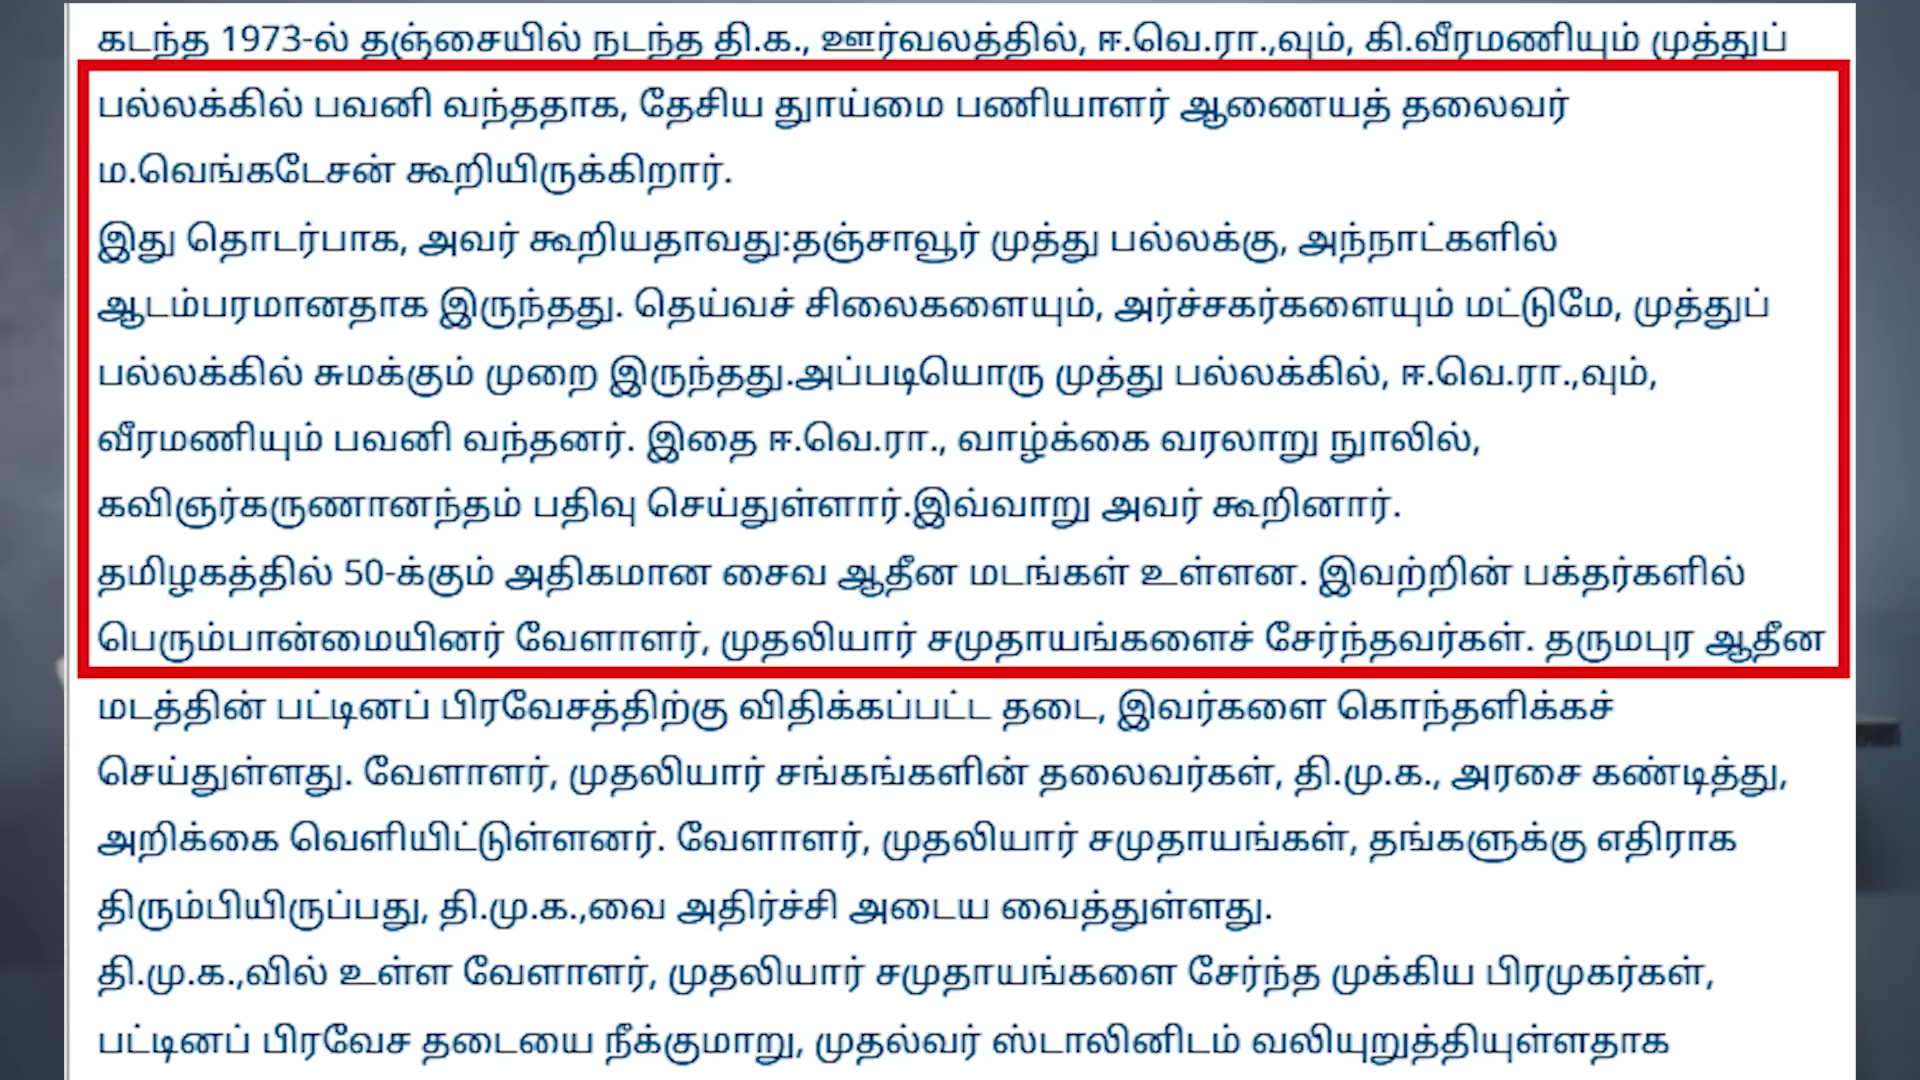 கடந்த 1973-ல் தஞ்சையில் நடந்த தி.க., ஊர்வலத்தில், ஈ.வெ.ரா.,வும், கி.வீரமணியும் முத்துப்
பல்லக்கில் பவனி வந்ததாக, தேசிய துாய்மை பணியாளர் ஆணையத் தலைவர்
ம.வெங்கடேசன் கூறியிருக்கிறார்.
இது தொடர்பாக, அவர் கூறியதாவது:தஞ்சாவூர் முத்து பல்லக்கு, அந்நாட்களில்
ஆடம்பரமானதாக இருந்தது. தெய்வச் சிலைகளையும், அர்ச்சகர்களையும் மட்டுமே, முத்துப்
பல்லக்கில் சுமக்கும் முறை இருந்தது.அப்படியொரு முத்து பல்லக்கில், ஈ.வெ.ரா.,வும்,
வீரமணியும் பவனி வந்தனர். இதை ஈ.வெ.ரா., வாழ்க்கை வரலாறு நுாலில்,
கவிஞர்கருணானந்தம் பதிவு செய்துள்ளார்.இவ்வாறு அவர் கூறினார்.
தமிழகத்தில் 50-க்கும் அதிகமான சைவ ஆதீன மடங்கள் உள்ளன. இவற்றின் பக்தர்களில்
பெரும்பான்மையினர் வேளாளர், முதலியார் சமுதாயங்களைச் சேர்ந்தவர்கள். தருமபுர ஆதீன
மடத்தின் பட்டினப் பிரவேசத்திற்கு விதிக்கப்பட்ட தடை, இவர்களை கொந்தளிக்கச்
செய்துள்ளது. வேளாளர், முதலியார் சங்கங்களின் தலைவர்கள், தி.மு.க., அரசை கண்டித்து,
அறிக்கை வெளியிட்டுள்ளனர். வேளாளர், முதலியார் சமுதாயங்கள், தங்களுக்கு எதிராக
திரும்பியிருப்பது, தி.மு.க.,வை அதிர்ச்சி அடைய வைத்துள்ளது.
தி.மு.க.,வில் உள்ள வேளாளர், முதலியார் சமுதாயங்களை சேர்ந்த முக்கிய பிரமுகர்கள்,
பட்டினப் பிரவேச தடையை நீக்குமாறு, முதல்வர் ஸ்டாலினிடம் வலியுறுத்தியுள்ளதாக